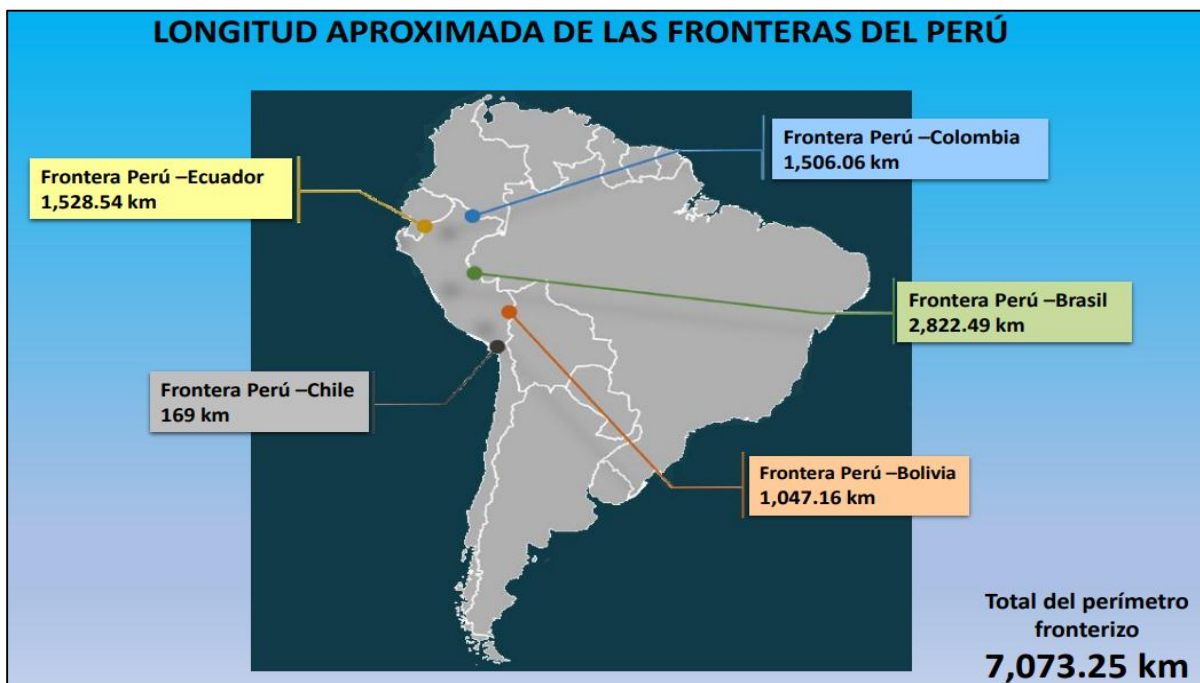 LONGITUD APROXIMADA DE LAS FRONTERAS DEL PERÚ
Frontera Perú –Colombia
1,506.06 km
Frontera Perú –Ecuador
1,528.54 km
Frontera Perú –Brasil
2,822.49 km
Frontera Perú –Chile
169 km
Frontera Perú –Bolivia
1,047.16 km
Total del perímetro
fronterizo
7,073.25 km